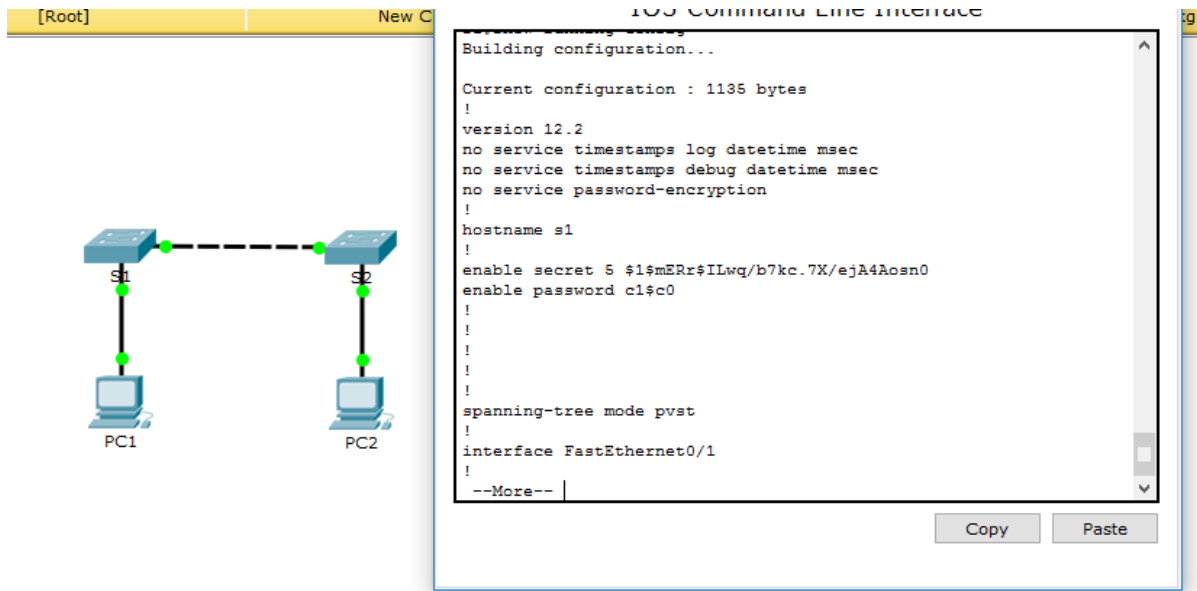 [Root]
New C
IOS Command Line Interface
Building configuration...
Current configuration : 1135 bytes
!
version 12.2
no service timestamps log datetime msec
no service timestamps debug datetime msec
no service password-encryption
!
hostname s1
!
enable secret 5 $1$mERr$ILwq/b7kc.7X/ejA4Aosn0
enable password c1$c0
!
!
!
!
!
spanning-tree mode pvst
!
interface FastEthernet0/1
!
--More--
Copy
Paste
S1
S2
PC1
PC2